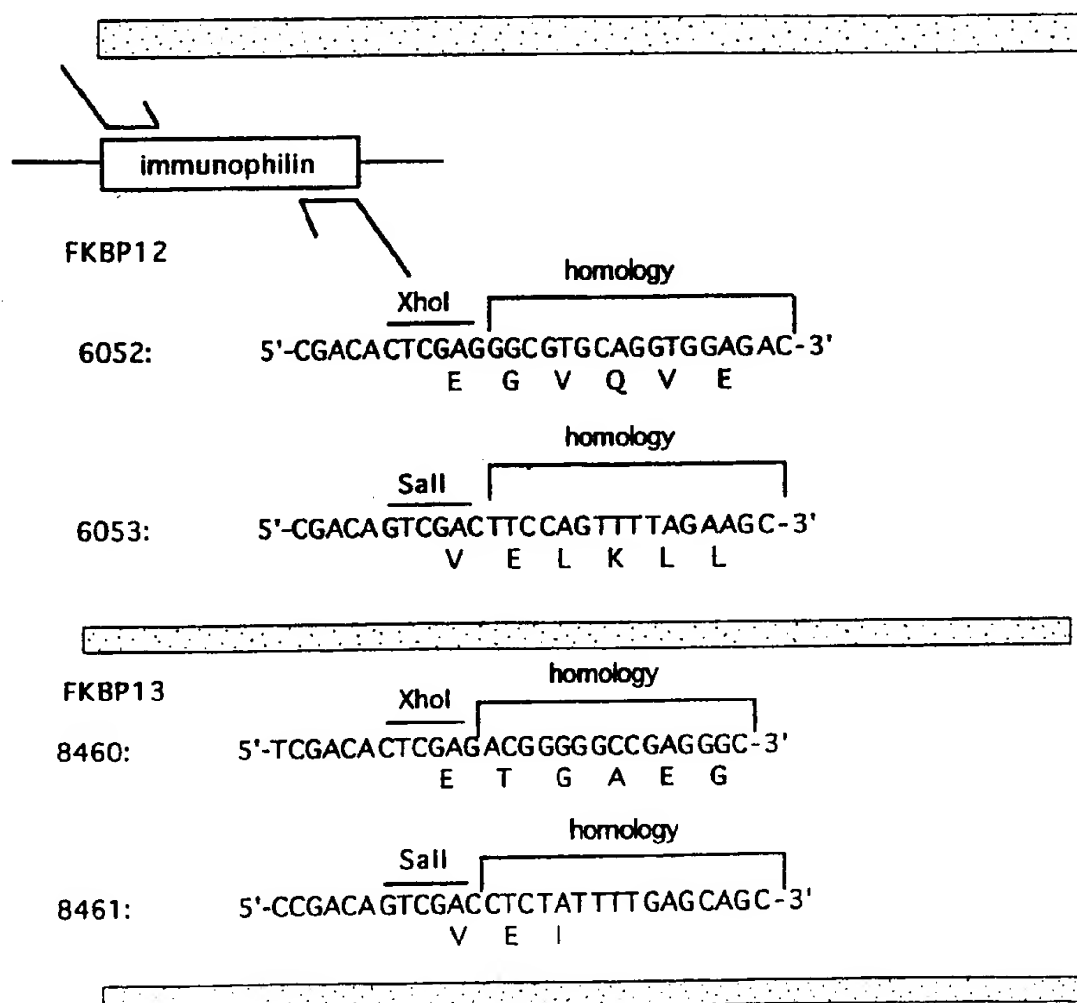 immunophilin
FKBP12
homology
XhoI
6052: 5'-CGACACTCGAGGGCGTGCAGGTGGAGAC-3'
E G V Q V E
homology
SalI
6053: 5'-CGACAGTCGACTTCCAGTTTTAGAAGC-3'
V E L K L L
FKBP13
homology
XhoI
8460: 5'-TCGACACTCGAGACGGGGGCCGAGGGC-3'
E T G A E G
homology
SalI
8461: 5'-CCGACAGTCGACCTCTATTTTGAGCAGC-3'
V E I